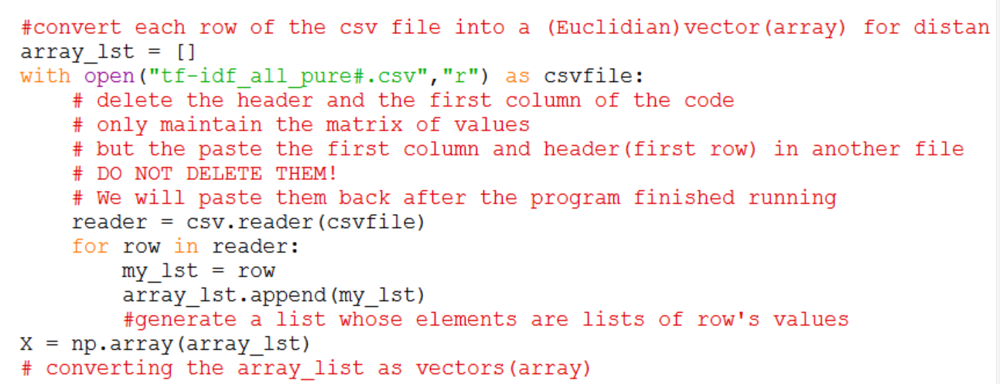 #convert each row of the csv file into a (Euclidian)vector(array) for distan
array_lst = []
with open("tf-idf_all_pure#.csv","r") as csvfile:
    # delete the header and the first column of the code
    # only maintain the matrix of values
    # but the paste the first column and header(first row) in another file
    # DO NOT DELETE THEM!
    # We will paste them back after the program finished running
    reader = csv.reader(csvfile)
    for row in reader:
        my_lst = row
        array_lst.append(my_lst)
        #generate a list whose elements are lists of row's values
X = np.array(array_lst)
# converting the array_list as vectors(array)